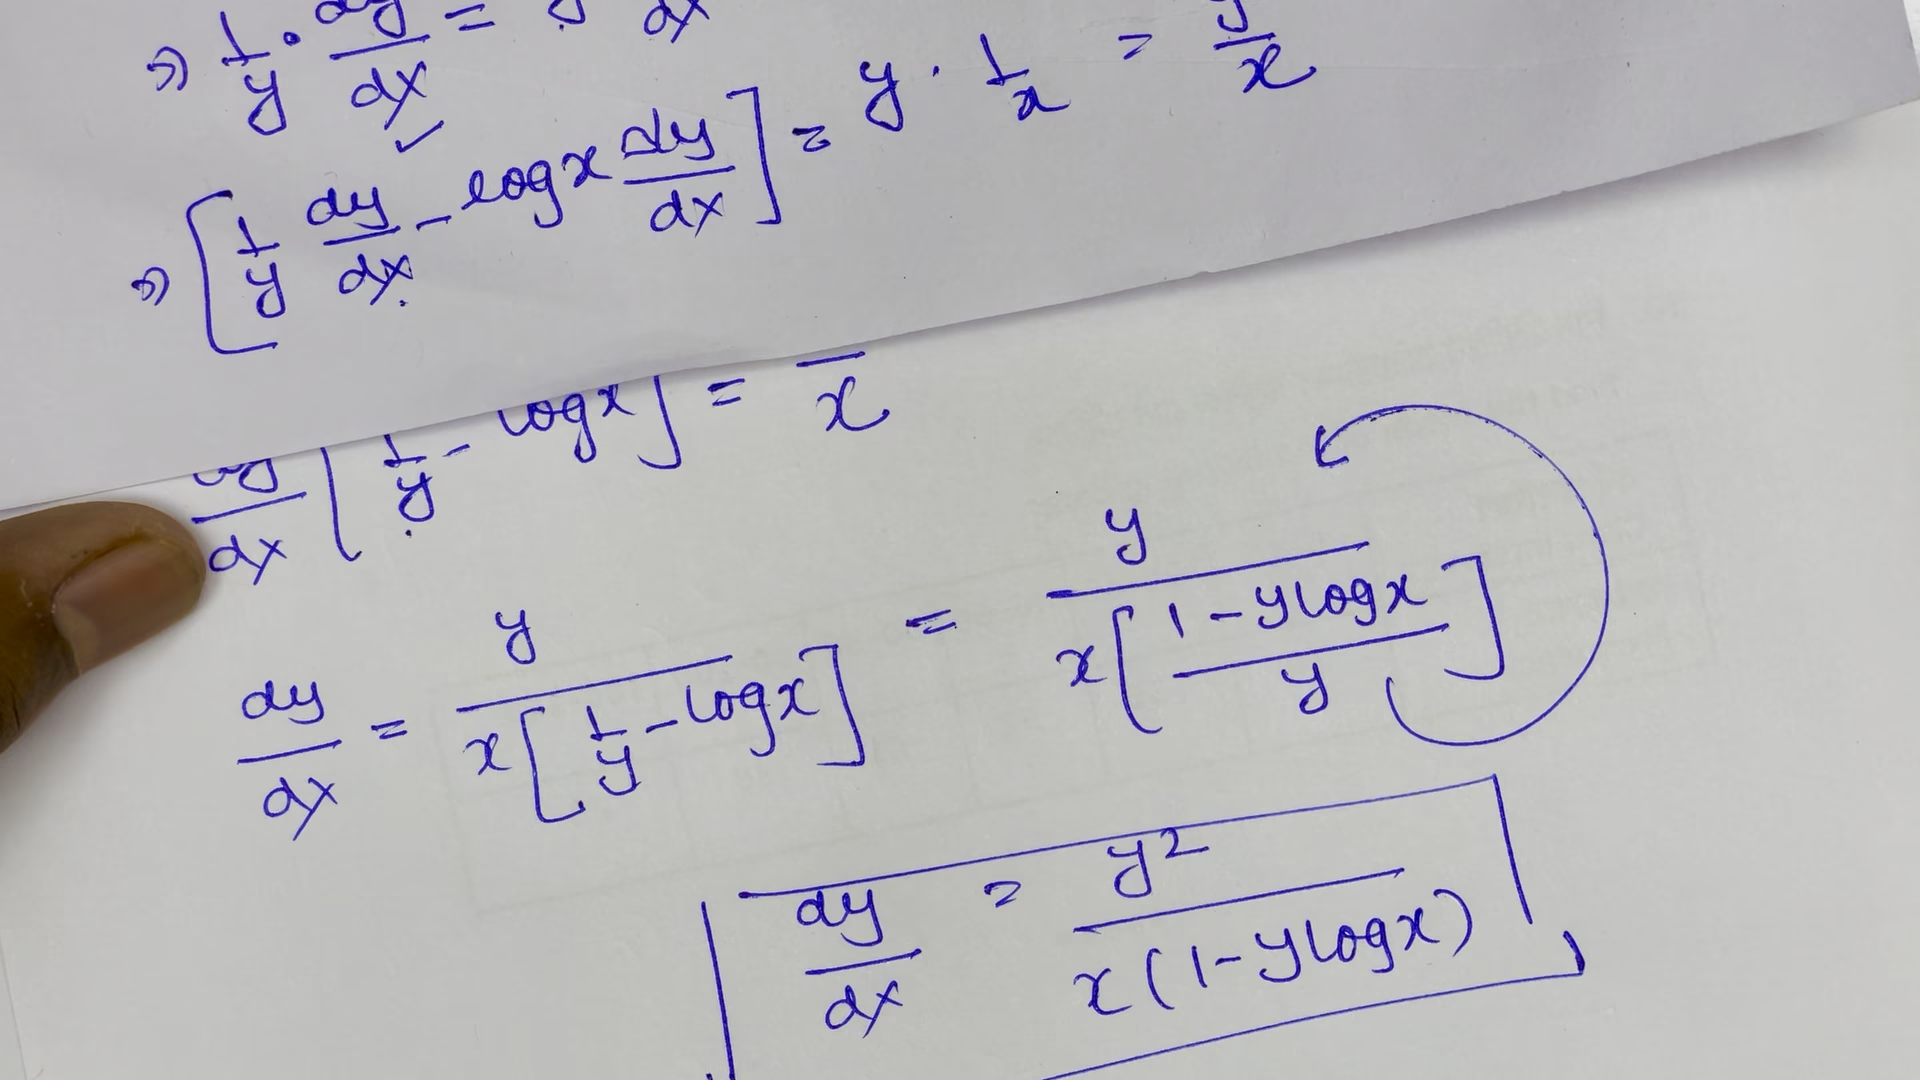 ⇒ 1/y · dy/dx = y dx
⇒ [1/y dy/dx - log x dy/dx] = y · 1/x = y/x
dy/dx [1/y - log x] = /x
dy/dx = y/x[1/y - log x] = y/x[1 - y log x/y]
dy/dx = y²/x(1 - y log x)